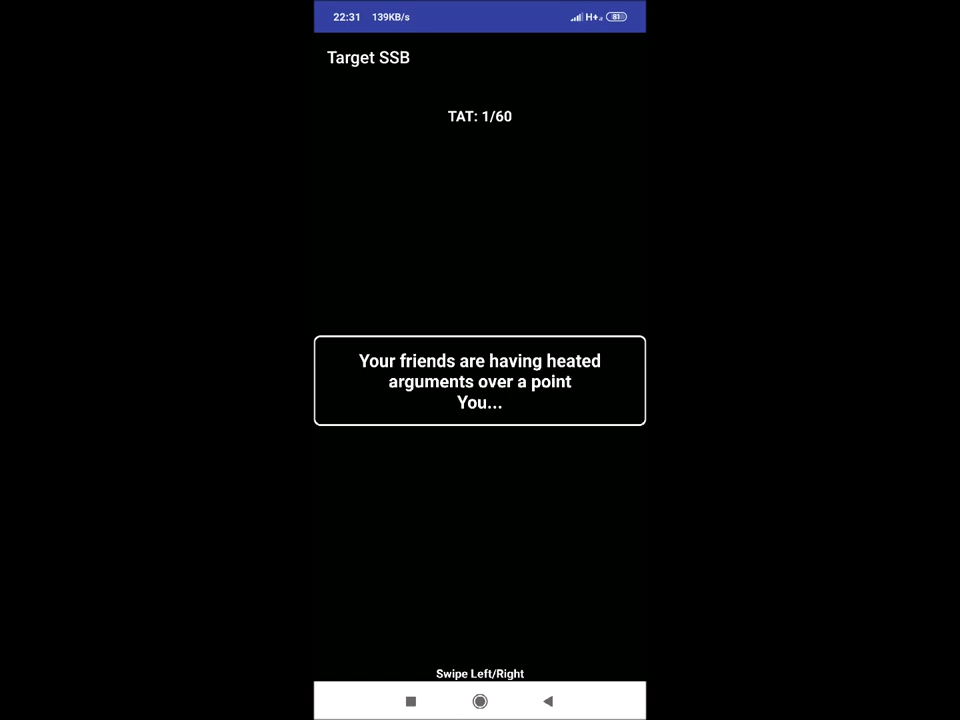 22:31 139KB/s H+ 81
Target SSB
TAT: 1/60
Your friends are having heated
arguments over a point
You...
Swipe Left/Right